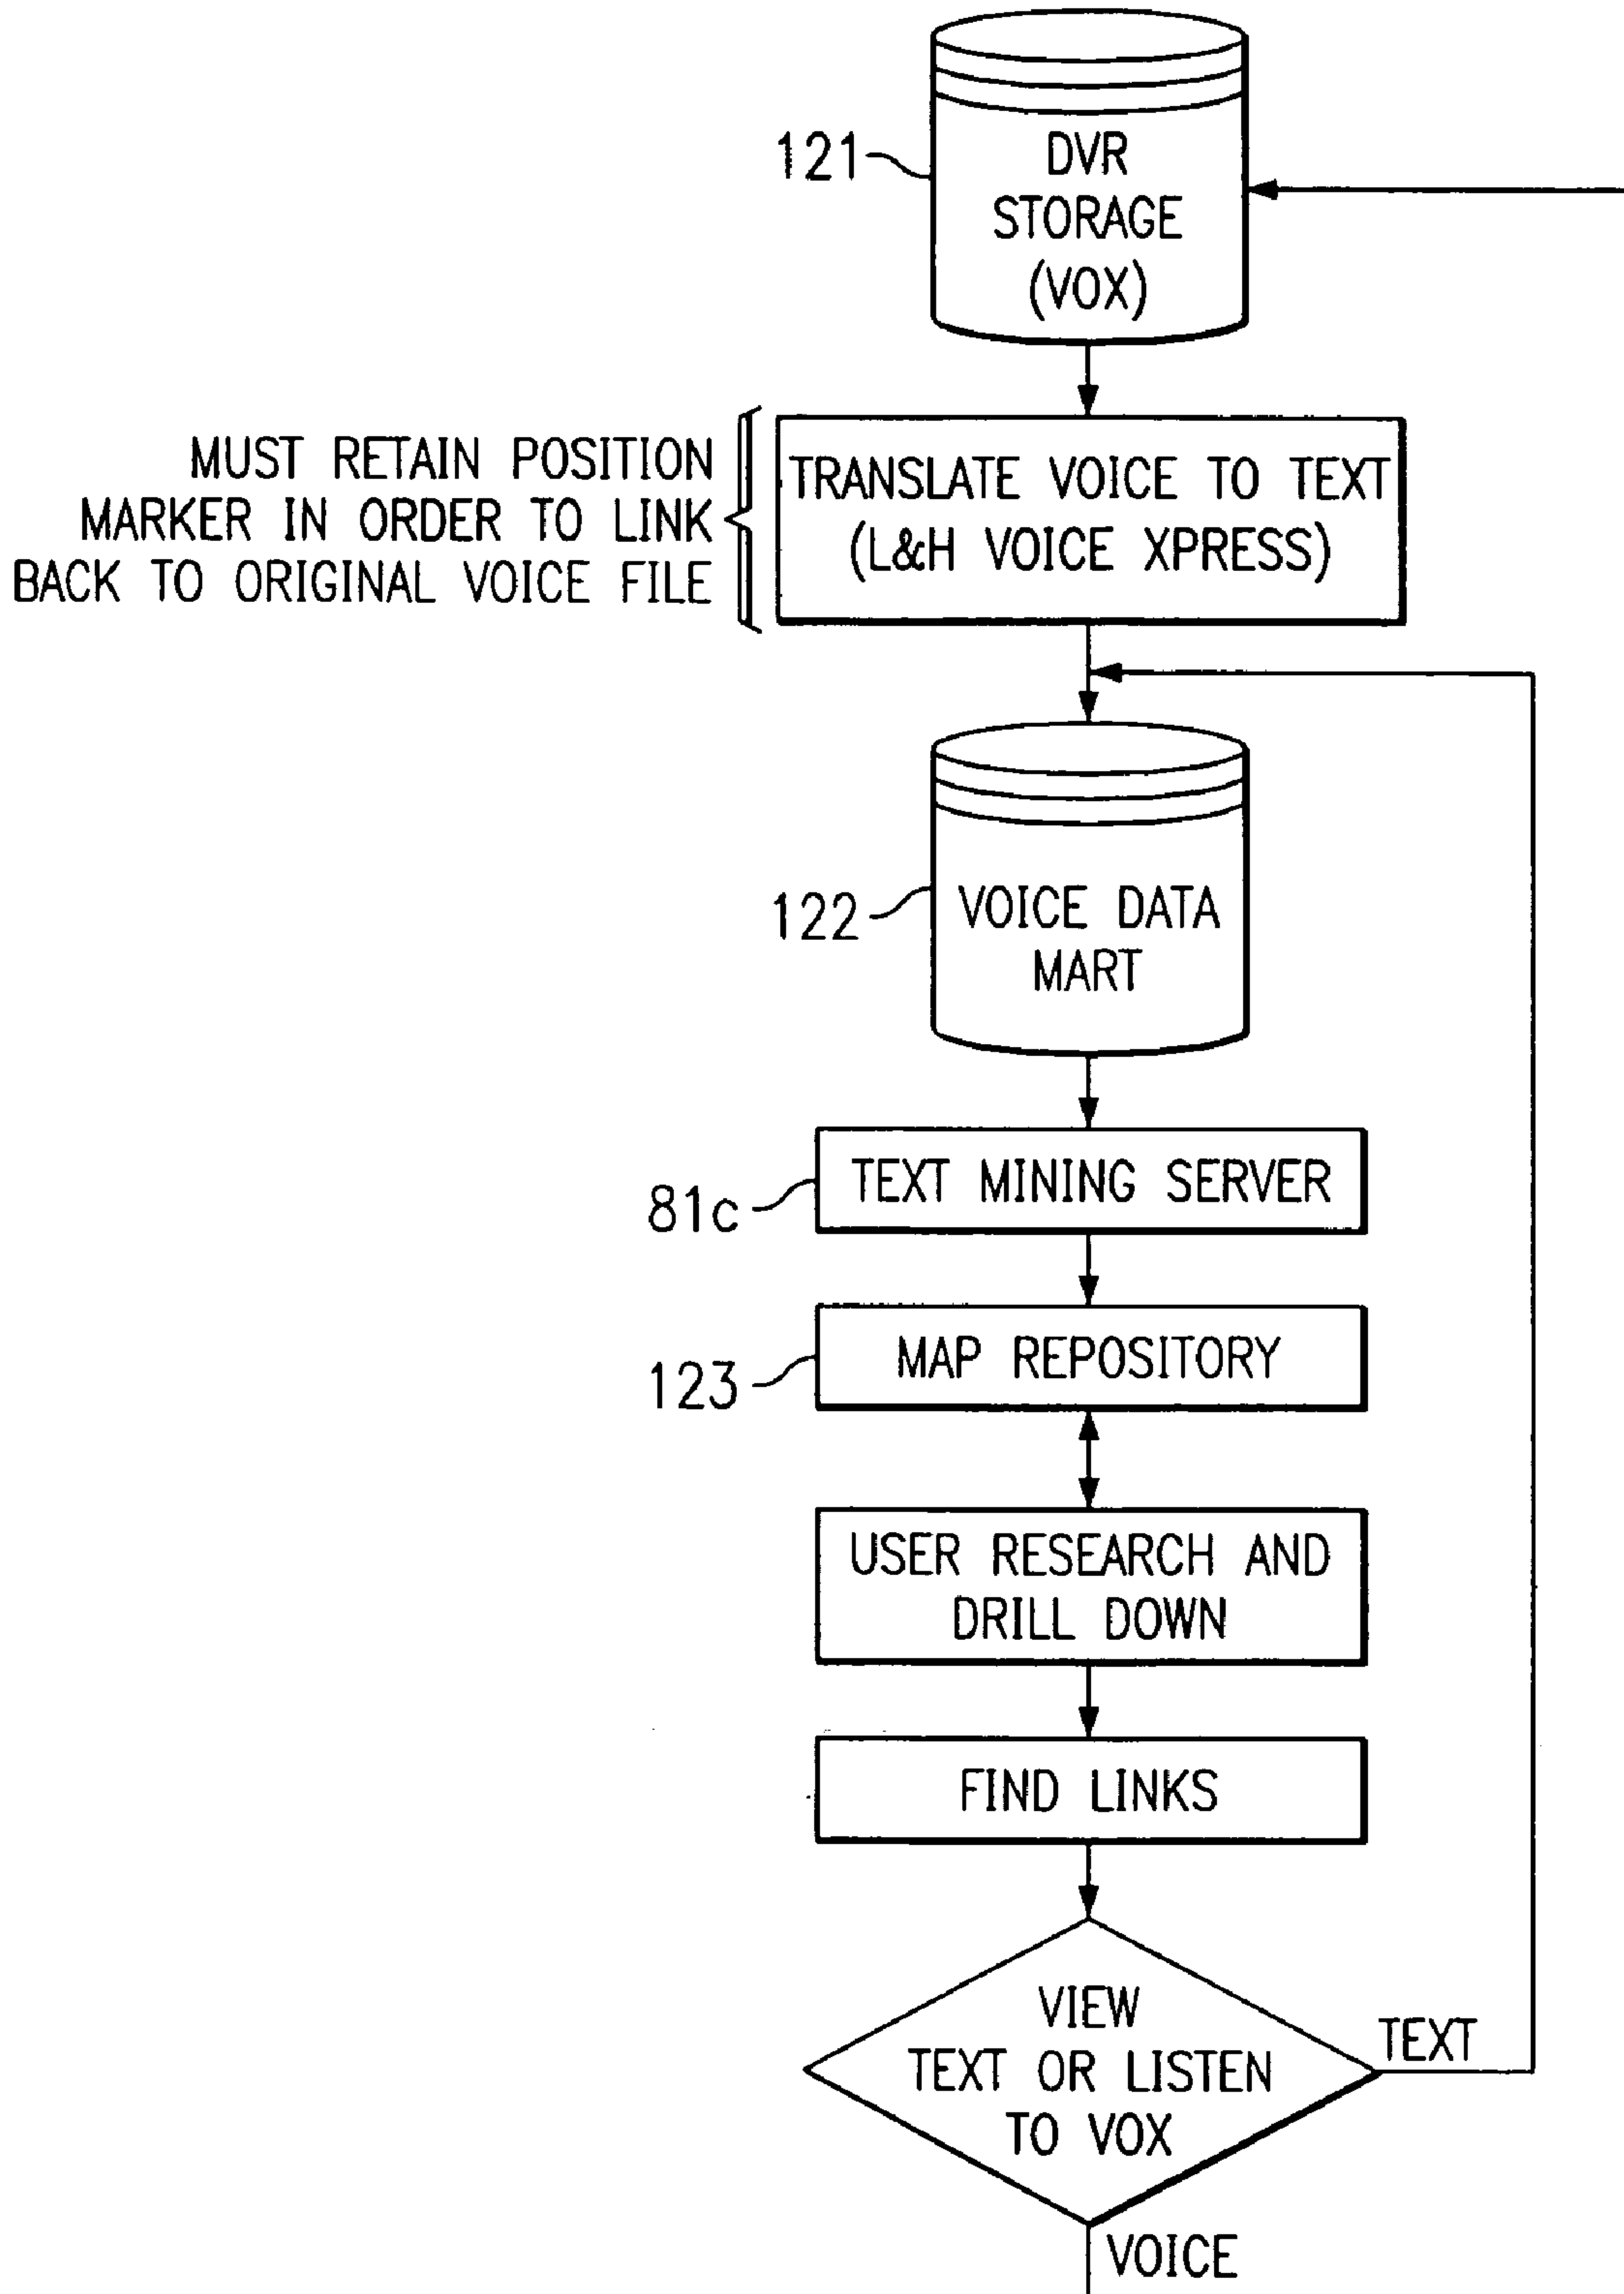 121
DVR
STORAGE
(VOX)
MUST RETAIN POSITION
MARKER IN ORDER TO LINK
BACK TO ORIGINAL VOICE FILE
TRANSLATE VOICE TO TEXT
(L&H VOICE XPRESS)
122
VOICE DATA
MART
81c
TEXT MINING SERVER
123
MAP REPOSITORY
USER RESEARCH AND
DRILL DOWN
FIND LINKS
VIEW
TEXT OR LISTEN
TO VOX
TEXT
VOICE